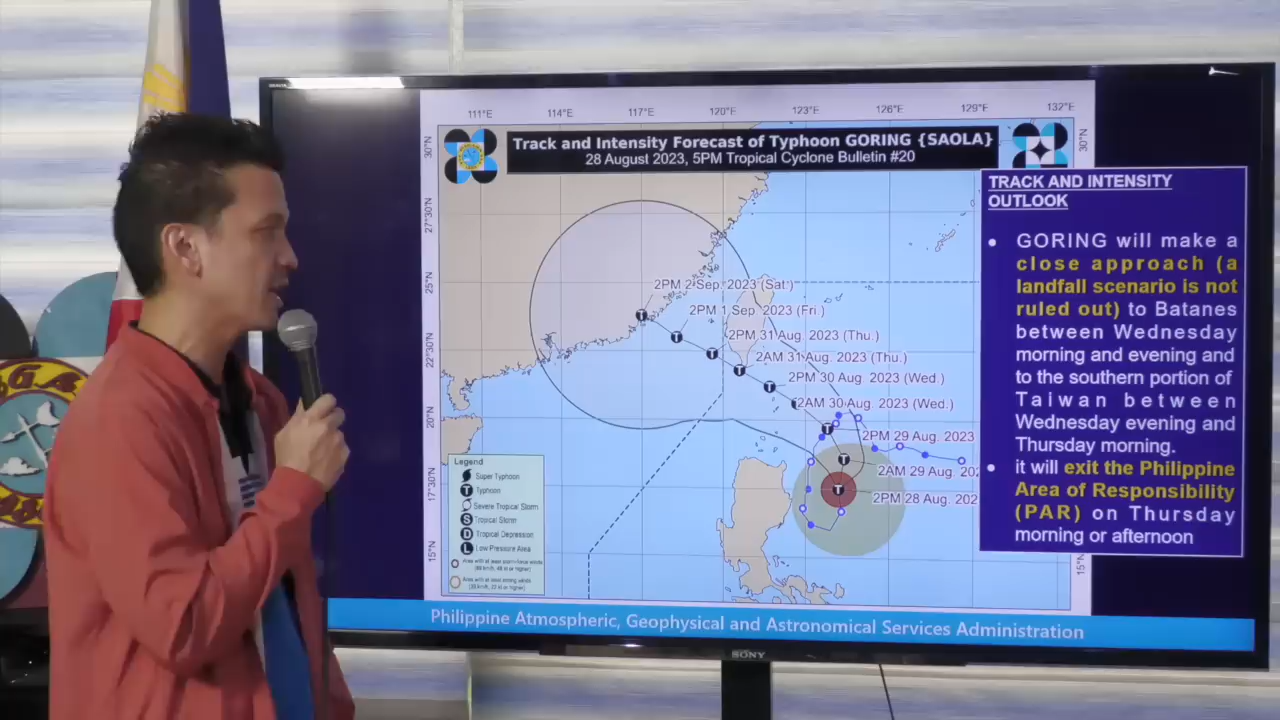 111°E 114°E 117°E 120°E 123°E 126°E 129°E 132°E
Track and Intensity Forecast of Typhoon GORING {SAOLA}
28 August 2023, 5PM Tropical Cyclone Bulletin #20
30°N
30°N
27°30'N
25°N
22°30'N
20°N
17°30'N
15°N
15°N
2PM 2 Sep. 2023 (Sat.)
2PM 1 Sep. 2023 (Fri.)
2PM 31 Aug. 2023 (Thu.)
2AM 31 Aug. 2023 (Thu.)
2PM 30 Aug. 2023 (Wed.)
2AM 30 Aug. 2023 (Wed.)
2PM 29 Aug. 2023
2AM 29 Aug. 202
2PM 28 Aug. 202
Legend
Super Typhoon
T Typhoon
Severe Tropical Storm
S Tropical Storm
D Tropical Depression
L Low Pressure Area
TRACK AND INTENSITY
OUTLOOK
• GORING will make a
close approach (a
landfall scenario is not
ruled out) to Batanes
between Wednesday
morning and evening and
to the southern portion of
Taiwan between
Wednesday evening and
Thursday morning.
• it will exit the Philippine
Area of Responsibility
(PAR) on Thursday
morning or afternoon
Philippine Atmospheric, Geophysical and Astronomical Services Administration
SONY